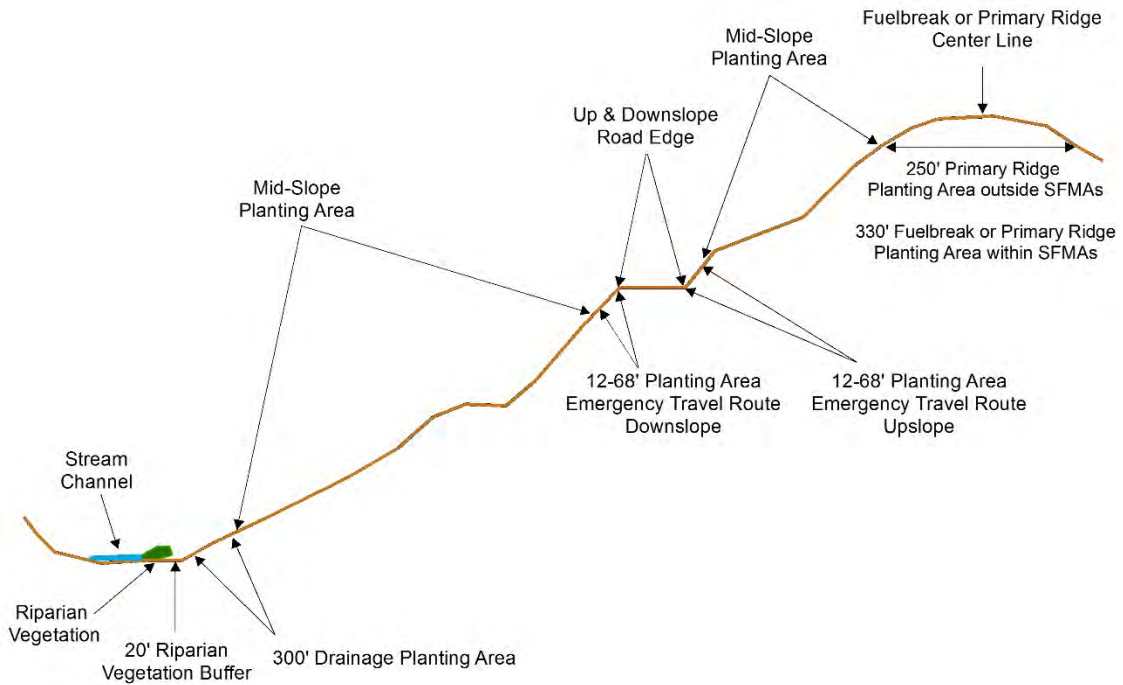 Fuelbreak or Primary Ridge
Center Line
Mid-Slope
Planting Area
Up & Downslope
Road Edge
250' Primary Ridge
Planting Area outside SFMAs
330' Fuelbreak or Primary Ridge
Planting Area within SFMAs
Mid-Slope
Planting Area
12-68' Planting Area
Emergency Travel Route
Downslope
12-68' Planting Area
Emergency Travel Route
Upslope
Stream
Channel
Riparian
Vegetation
20' Riparian
Vegetation Buffer
300' Drainage Planting Area